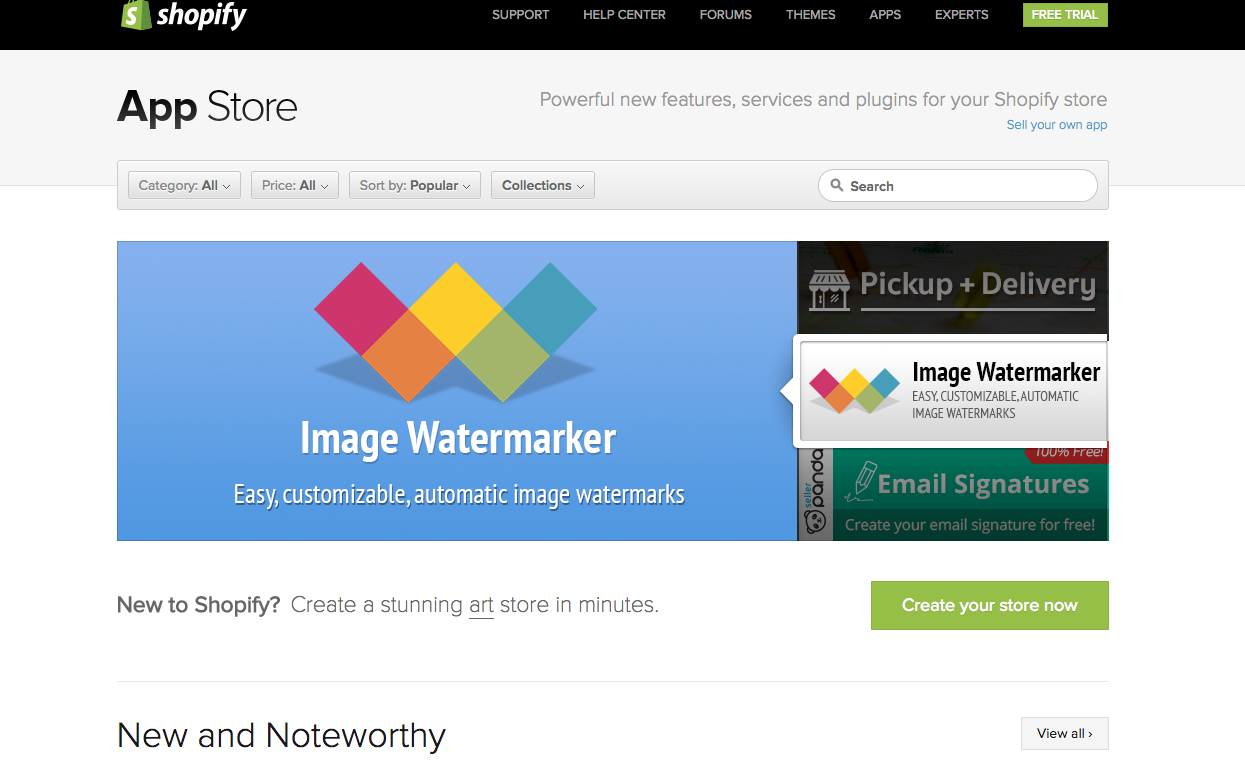 shopify
SUPPORT HELP CENTER FORUMS THEMES APPS EXPERTS FREE TRIAL
App Store
Powerful new features, services and plugins for your Shopify store
Sell your own app
Category: All Price: All Sort by: Popular Collections Search
Image Watermarker
Easy, customizable, automatic image watermarks
Pickup + Delivery
Image Watermarker
EASY, CUSTOMIZABLE, AUTOMATIC
IMAGE WATERMARKS
100% Free!
seller
panda
Email Signatures
Create your email signature for free!
New to Shopify? Create a stunning art store in minutes.
Create your store now
New and Noteworthy
View all ›